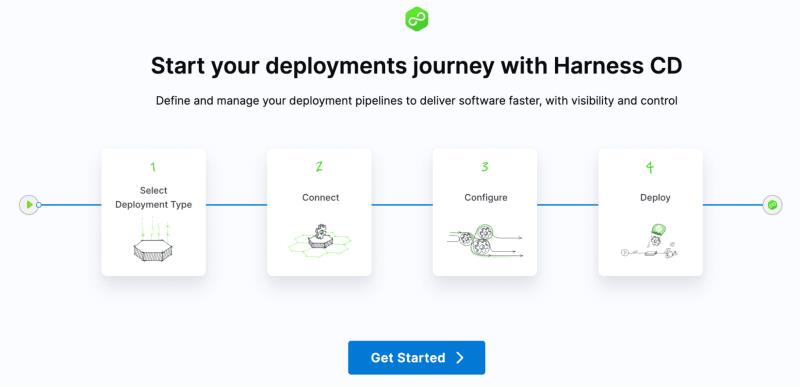 Start your deployments journey with Harness CD
Define and manage your deployment pipelines to deliver software faster, with visibility and control
1
Select
Deployment Type
2
Connect
3
Configure
4
Deploy
Get Started